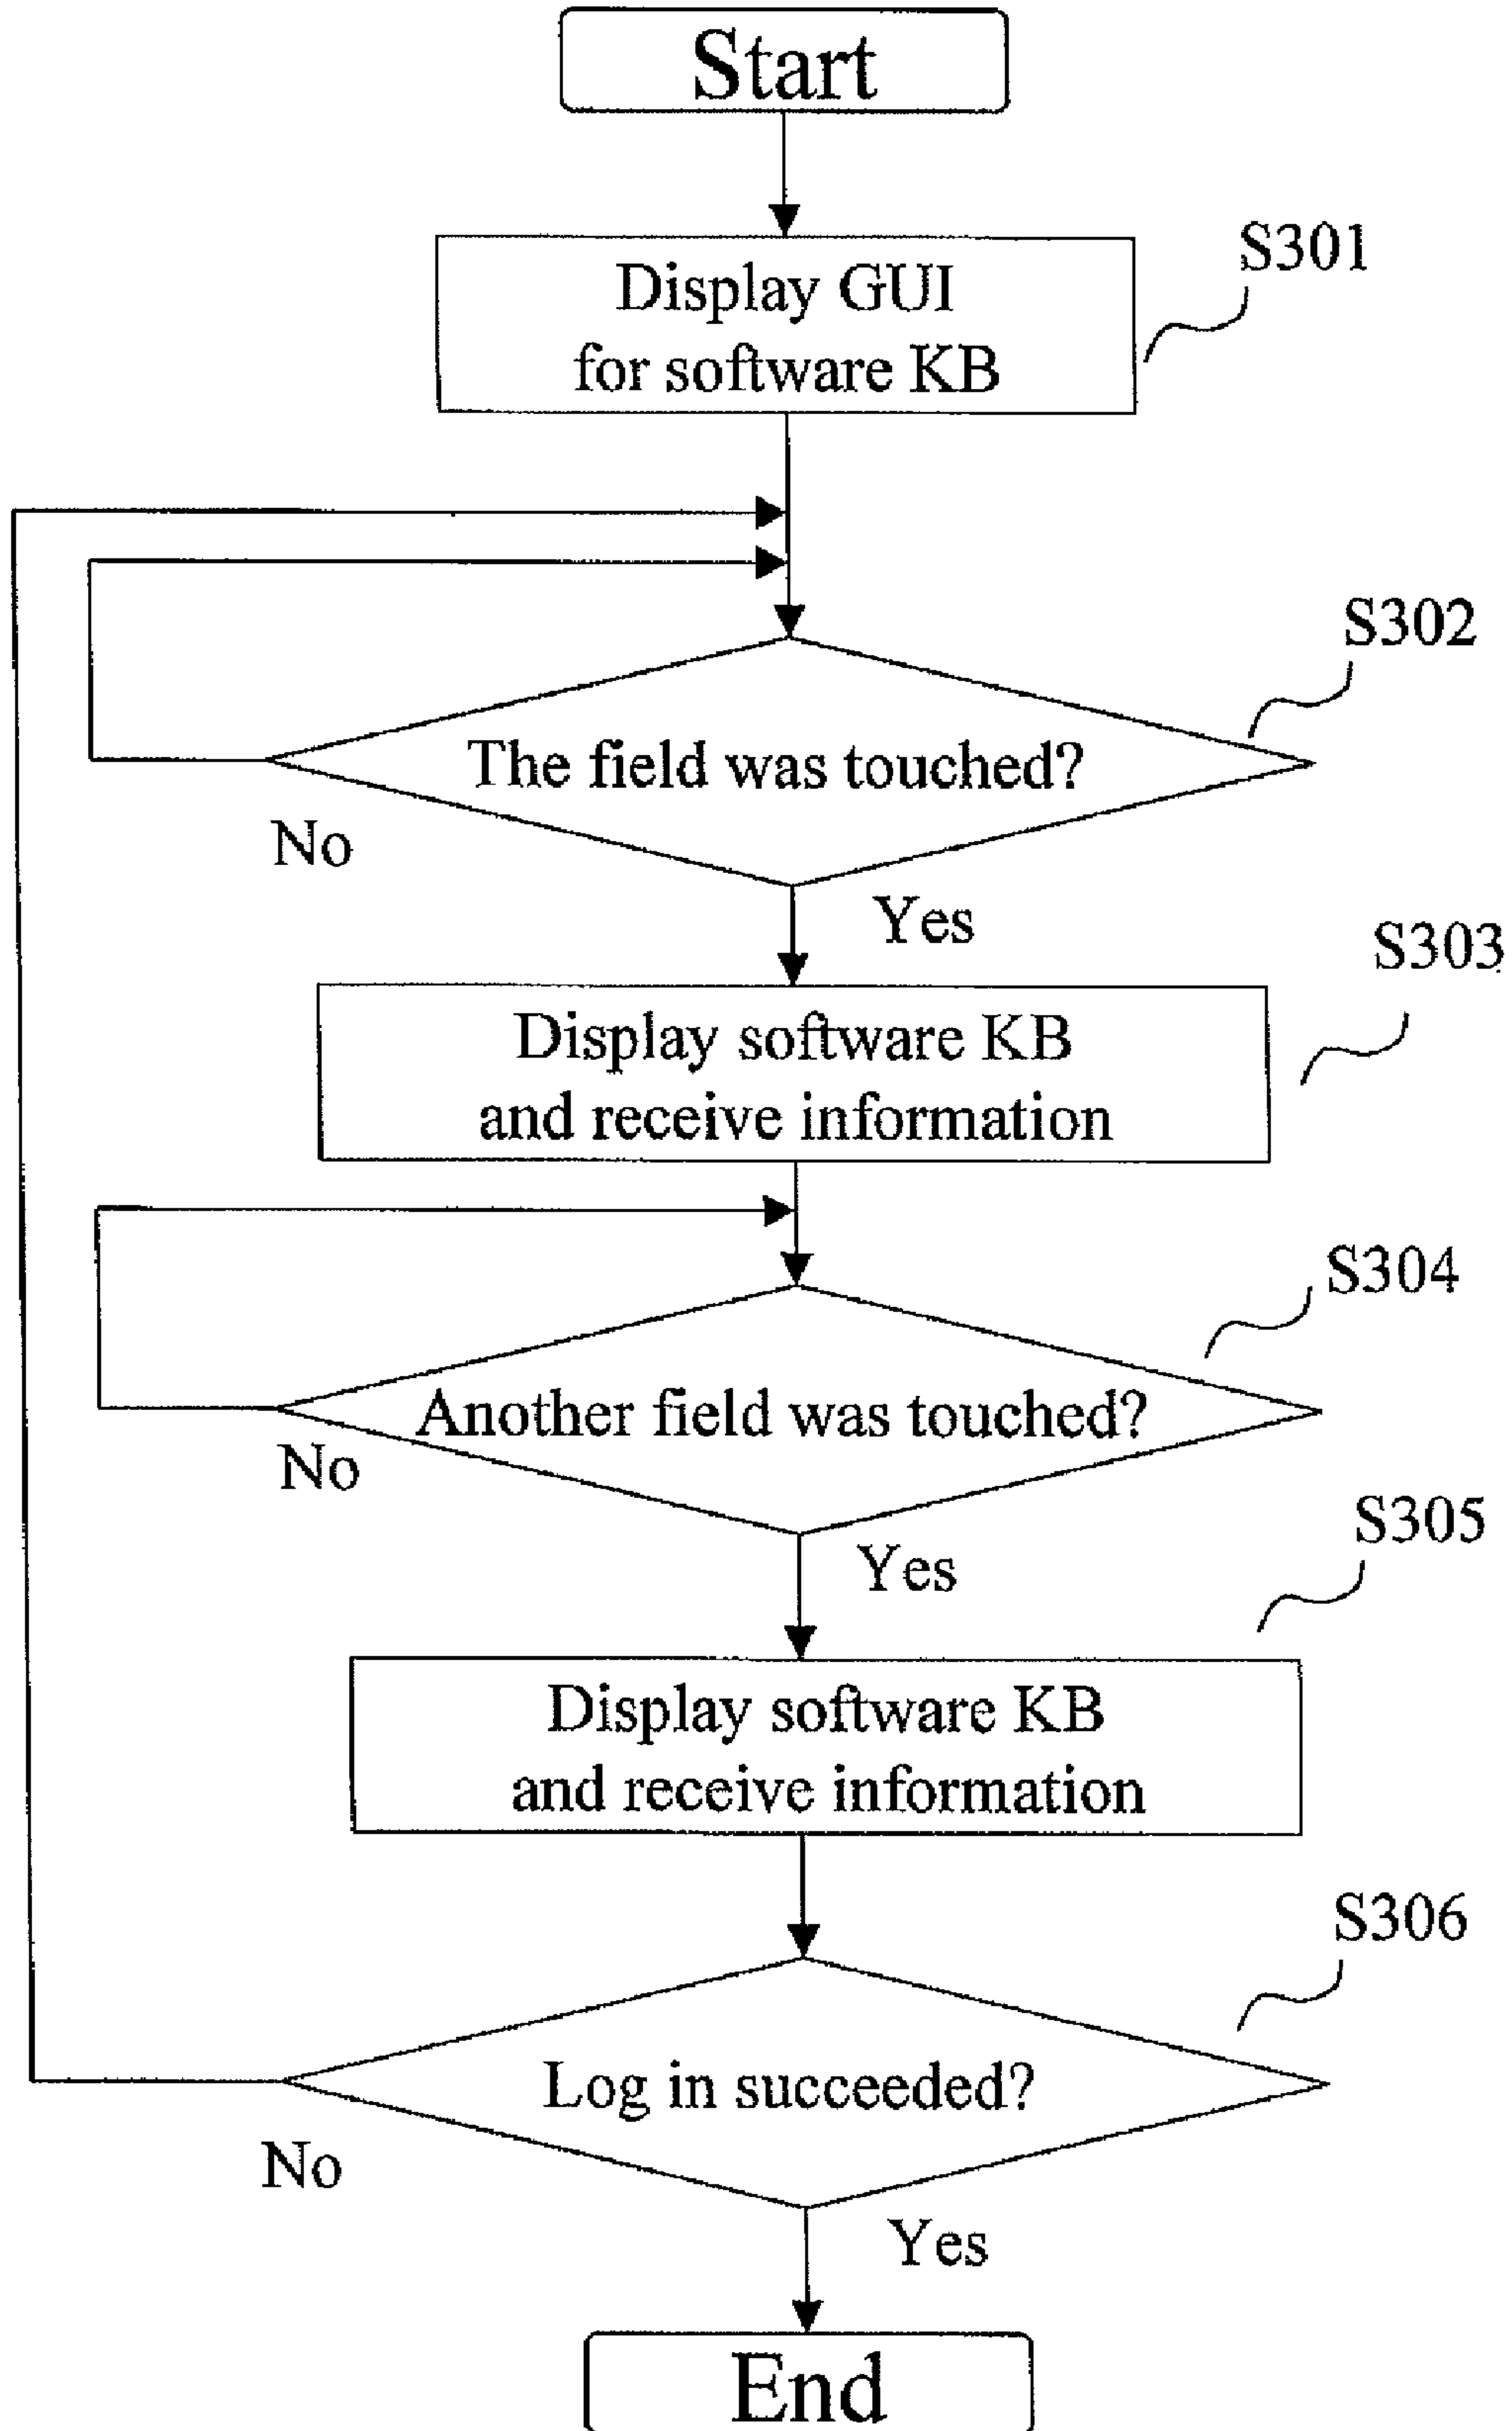 Start
Display GUI
for software KB
S301
The field was touched?
S302
No
Yes
Display software KB
and receive information
S303
Another field was touched?
S304
No
Yes
Display software KB
and receive information
S305
Log in succeeded?
S306
No
Yes
End